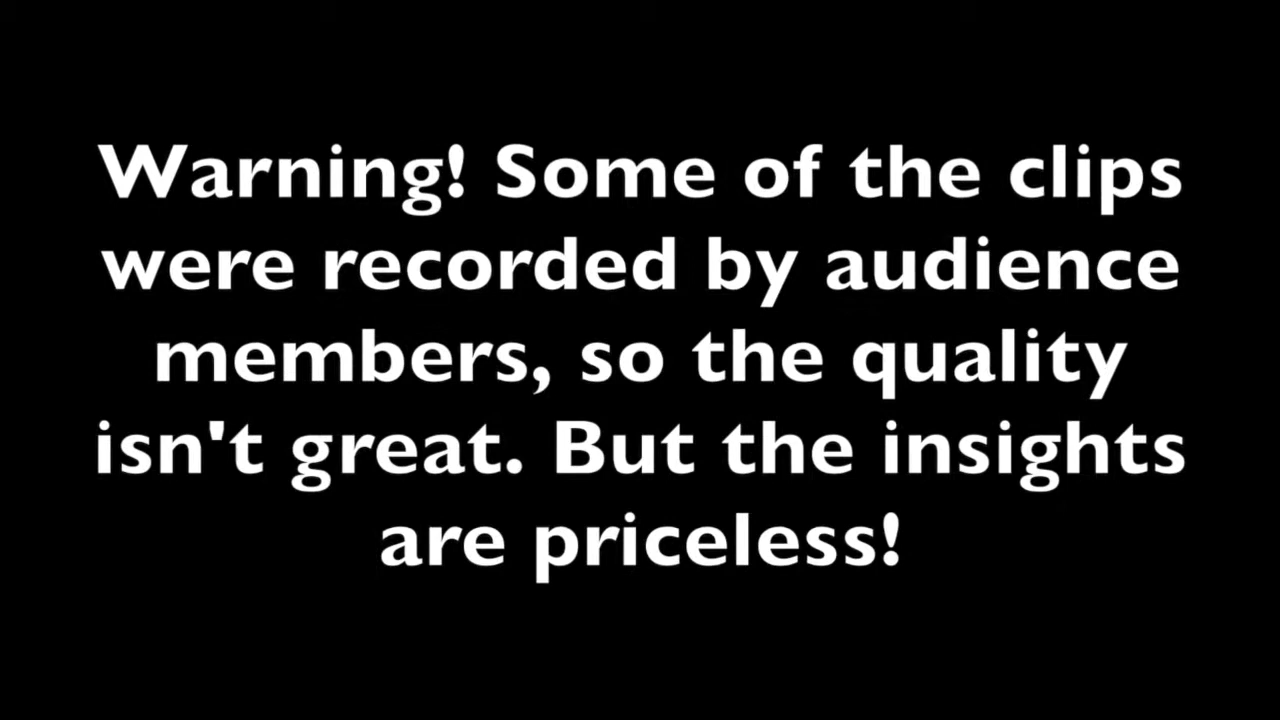 Warning! Some of the clips
were recorded by audience
members, so the quality
isn't great. But the insights
are priceless!